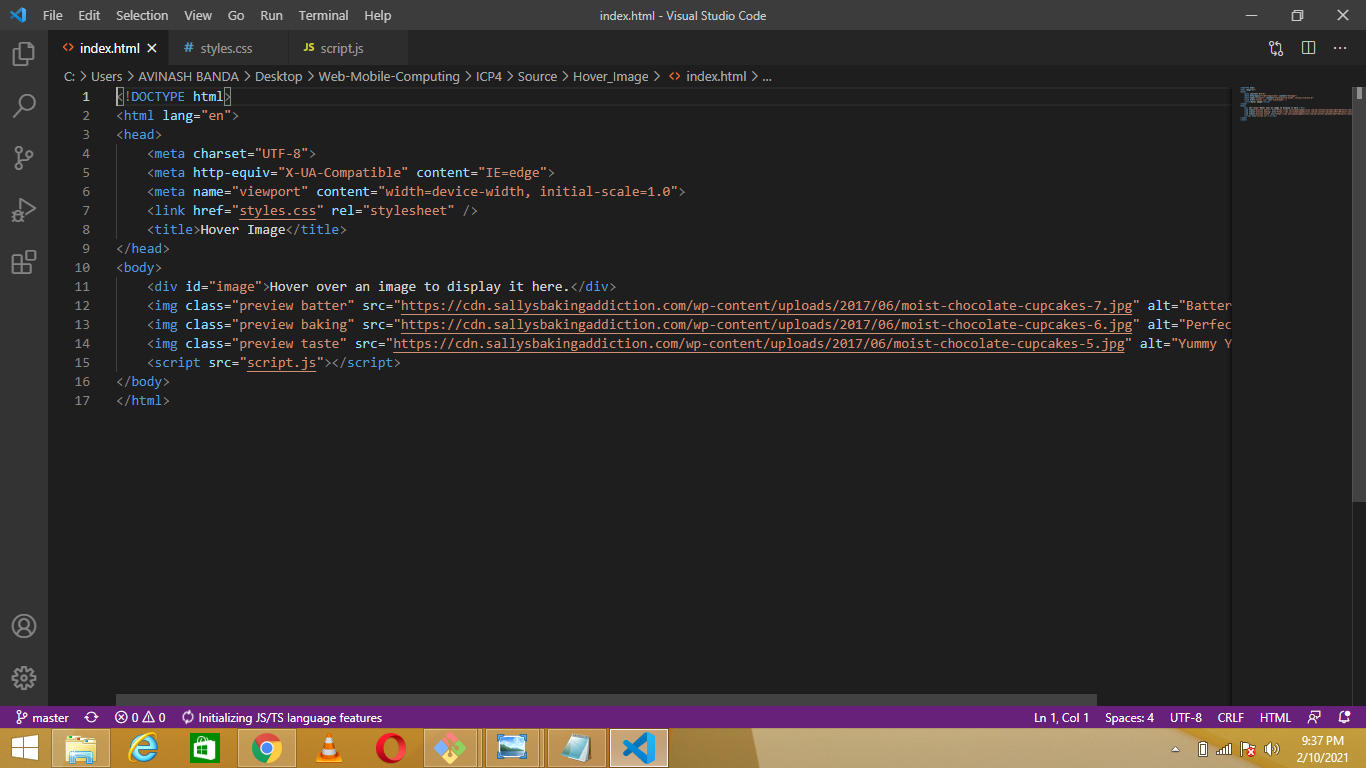 File Edit Selection View Go Run Terminal Help index.html - Visual Studio Code
<> index.html × # styles.css JS script.js ...
C: > Users > AVINASH BANDA > Desktop > Web-Mobile-Computing > ICP4 > Source > Hover_Image > <> index.html > ...
1 <!DOCTYPE html>
2 <html lang="en">
3 <head>
4 <meta charset="UTF-8">
5 <meta http-equiv="X-UA-Compatible" content="IE=edge">
6 <meta name="viewport" content="width=device-width, initial-scale=1.0">
7 <link href="styles.css" rel="stylesheet" />
8 <title>Hover Image</title>
9 </head>
10 <body>
11 <div id="image">Hover over an image to display it here.</div>
12 <img class="preview batter" src="https://cdn.sallysbakingaddiction.com/wp-content/uploads/2017/06/moist-chocolate-cupcakes-7.jpg" alt="Batter
13 <img class="preview baking" src="https://cdn.sallysbakingaddiction.com/wp-content/uploads/2017/06/moist-chocolate-cupcakes-6.jpg" alt="Perfec
14 <img class="preview taste" src="https://cdn.sallysbakingaddiction.com/wp-content/uploads/2017/06/moist-chocolate-cupcakes-5.jpg" alt="Yummy Y
15 <script src="script.js"></script>
16 </body>
17 </html>
master 0 0 Initializing JS/TS language features Ln 1, Col 1 Spaces: 4 UTF-8 CRLF HTML
9:37 PM
2/10/2021